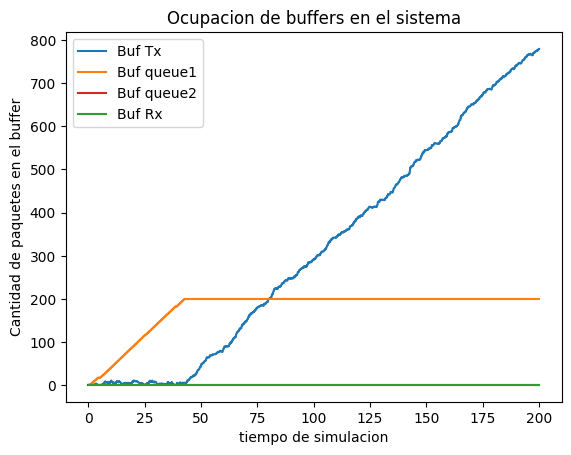 Ocupacion de buffers en el sistema
Buf Tx
Buf queue1
Buf queue2
Buf Rx
Cantidad de paquetes en el buffer
800
700
600
500
400
300
200
100
0
0 25 50 75 100 125 150 175 200
tiempo de simulacion